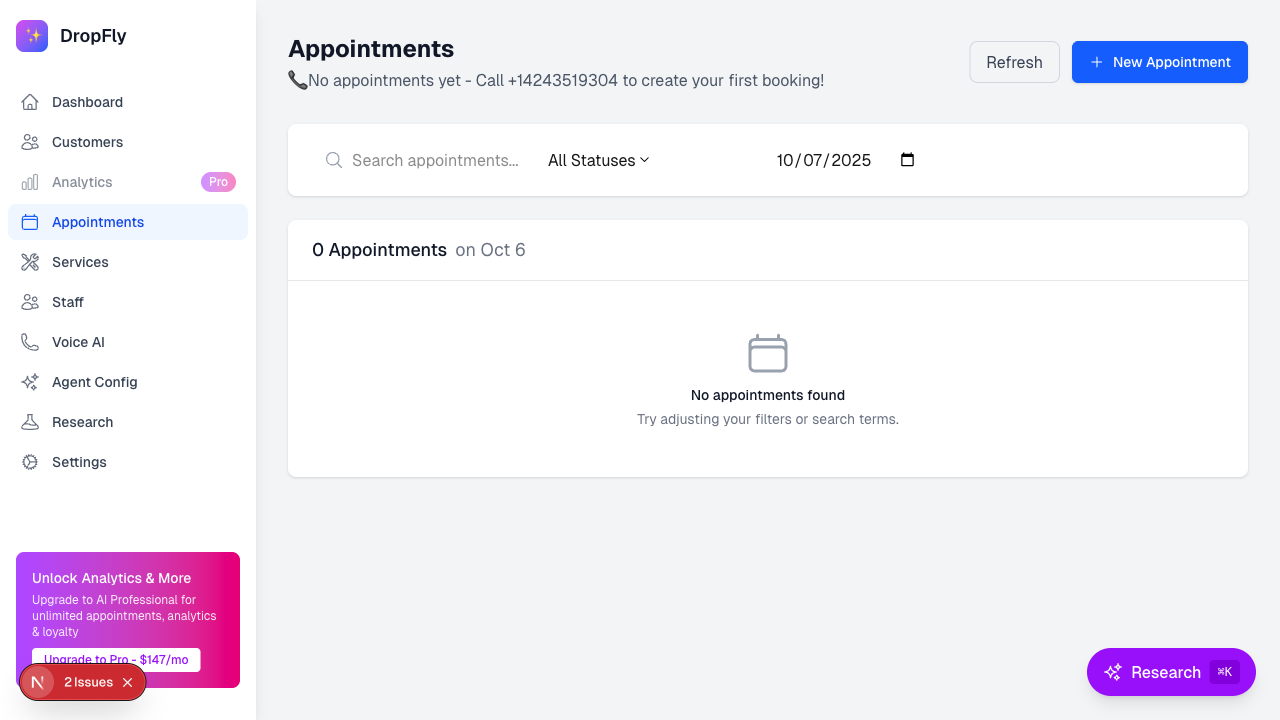 DropFly
Dashboard
Customers
Analytics Pro
Appointments
Services
Staff
Voice AI
Agent Config
Research
Settings
Unlock Analytics & More
Upgrade to AI Professional for
unlimited appointments, analytics
& loyalty
Upgrade to Pro - $147/mo
N 2 Issues
Appointments
No appointments yet - Call +14243519304 to create your first booking!
Refresh
New Appointment
Search appointments...
All Statuses
10/07/2025
0 Appointments on Oct 6
No appointments found
Try adjusting your filters or search terms.
Research ⌘K